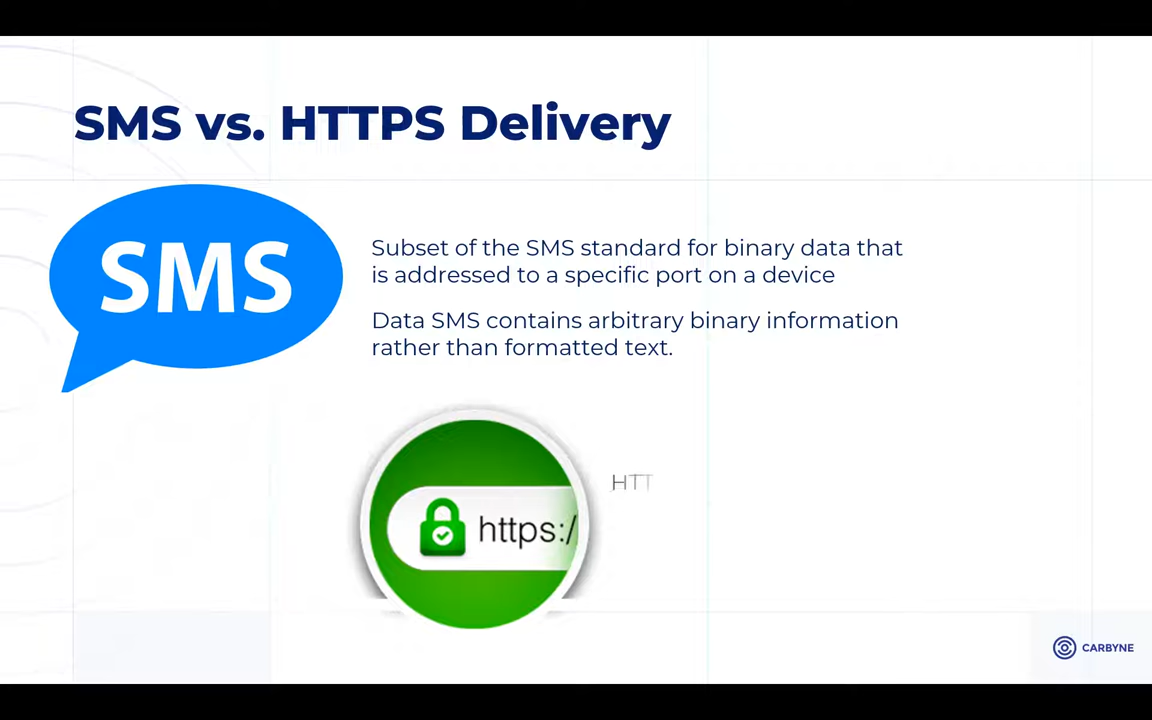 SMS vs. HTTPS Delivery
SMS
Subset of the SMS standard for binary data that
is addressed to a specific port on a device
Data SMS contains arbitrary binary information
rather than formatted text.
HTT
https:/
CARBYNE